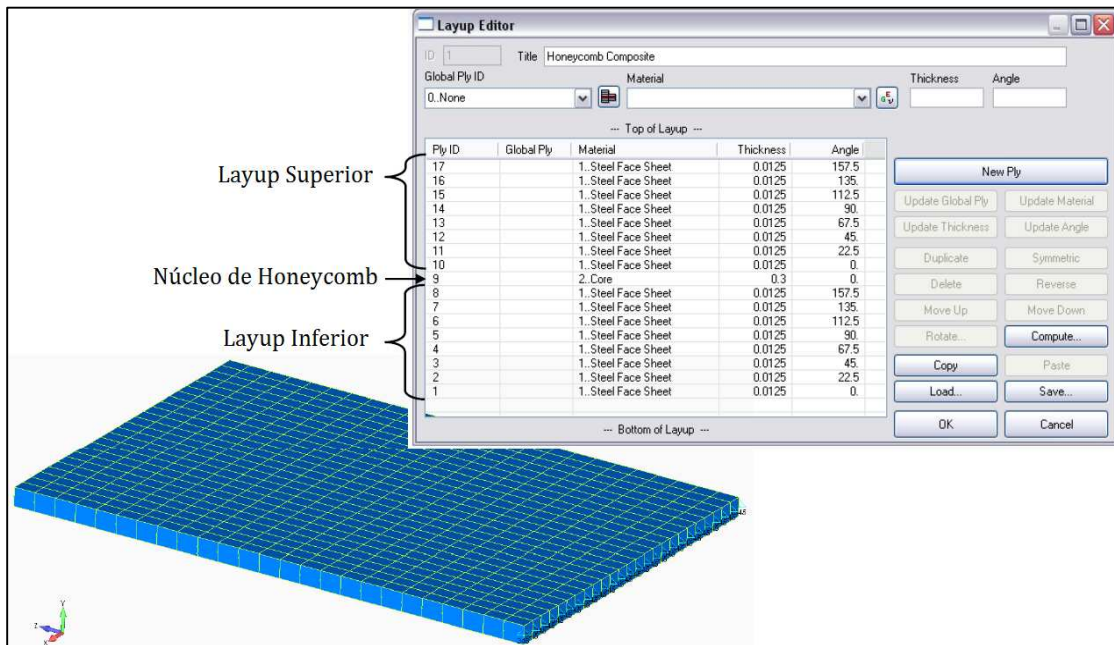 Layup Editor
ID 1 Title Honeycomb Composite
Global Ply ID Material Thickness Angle
0..None
--- Top of Layup ---
Ply ID Global Ply Material Thickness Angle
17 1..Steel Face Sheet 0.0125 157.5
16 1..Steel Face Sheet 0.0125 135.
15 1..Steel Face Sheet 0.0125 112.5
14 1..Steel Face Sheet 0.0125 90.
13 1..Steel Face Sheet 0.0125 67.5
12 1..Steel Face Sheet 0.0125 45.
11 1..Steel Face Sheet 0.0125 22.5
10 1..Steel Face Sheet 0.0125 0.
9 2..Core 0.3 0.
8 1..Steel Face Sheet 0.0125 157.5
7 1..Steel Face Sheet 0.0125 135.
6 1..Steel Face Sheet 0.0125 112.5
5 1..Steel Face Sheet 0.0125 90.
4 1..Steel Face Sheet 0.0125 67.5
3 1..Steel Face Sheet 0.0125 45.
2 1..Steel Face Sheet 0.0125 22.5
1 1..Steel Face Sheet 0.0125 0.
--- Bottom of Layup ---
New Ply
Update Global Ply Update Material
Update Thickness Update Angle
Duplicate Symmetric
Delete Reverse
Move Up Move Down
Rotate... Compute...
Copy Paste
Load... Save...
OK Cancel
Layup Superior
Núcleo de Honeycomb
Layup Inferior
Y
Z
X